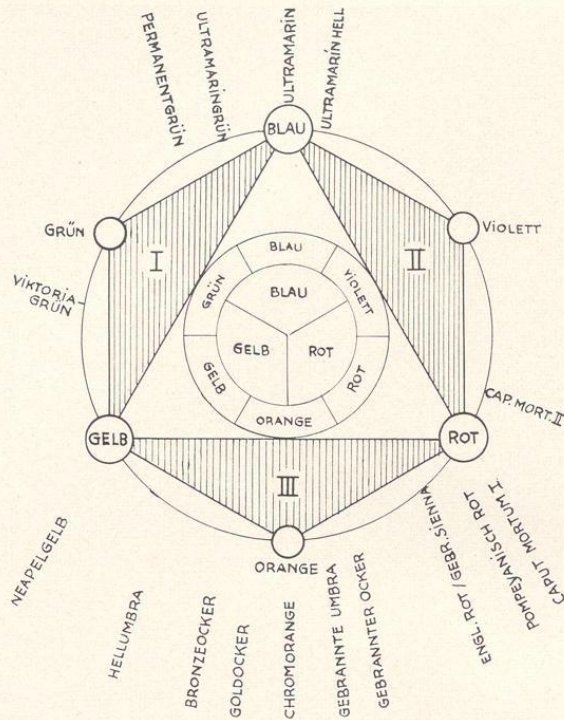 PERMANENTGRÜN
ULTRAMARINGRÜN
ULTRAMARIN
ULTRAMARIN HELL
BLAU
GRÜN
VIOLETT
I
II
BLAU
GRÜN
VIOLETT
BLAU
GELB
ROT
GELB
ROT
ORANGE
VIKTORIA
GRÜN
CAP. MORT. II
GELB
ROT
III
ORANGE
NEAPELGELB
HELLUMBRA
BRONZEOCKER
GOLDOCKER
CHROMORANGE
GEBRANNTE UMBRA
GEBRANNTER OCKER
ENGL. ROT / GEBR. SIENNA
POMPEYANISCH ROT
CAPUT MORTUM I